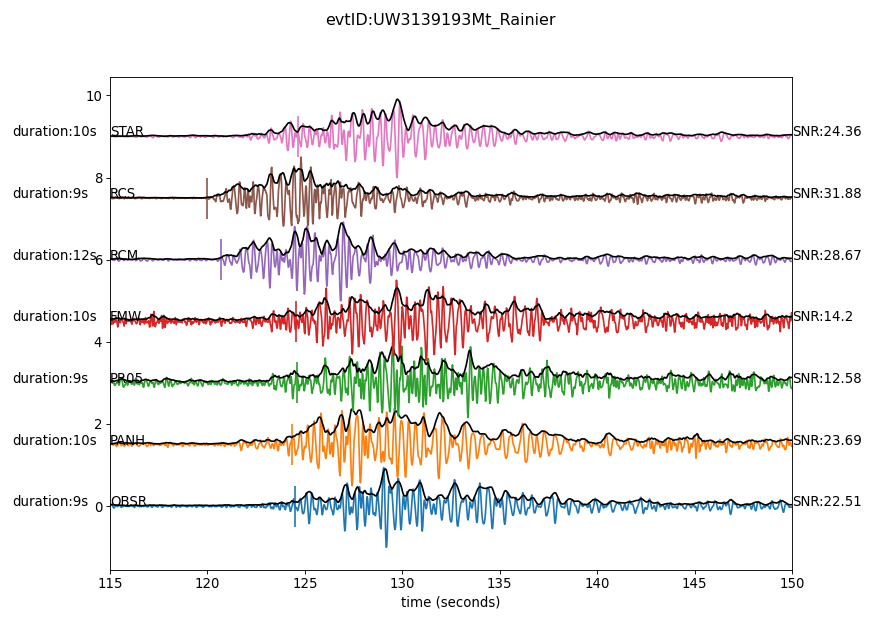 evtID:UW3139193Mt_Rainier
10
duration:10s STAR SNR:24.36
8
duration:9s RCS SNR:31.88
duration:12s RCM SNR:28.67
6
duration:10s FMW SNR:14.2
4
duration:9s PR05 SNR:12.58
2
duration:10s PANH SNR:23.69
duration:9s OBSR SNR:22.51
0
115 120 125 130 135 140 145 150
time (seconds)